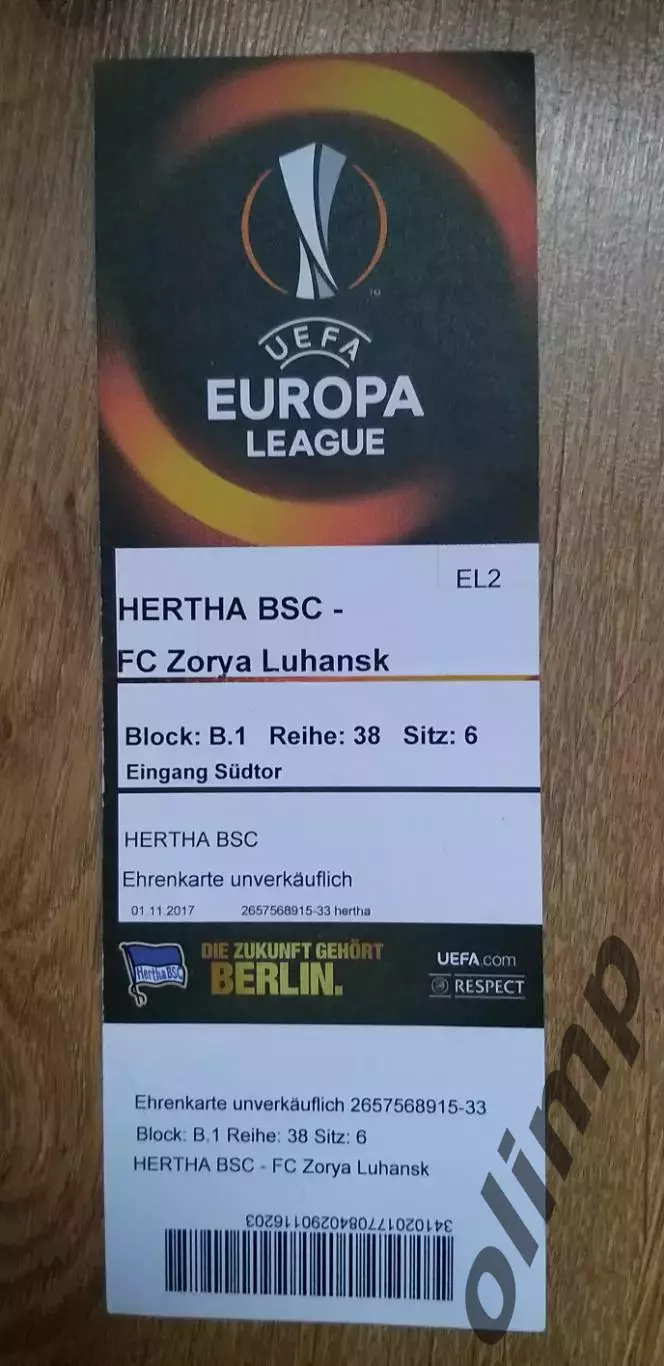 TM
UEFA
EUROPA
LEAGUE
EL2
HERTHA BSC -
FC Zorya Luhansk
Block: B.1 Reihe: 38 Sitz: 6
Eingang Südtor
HERTHA BSC
Ehrenkarte unverkäuflich
01.11.2017 2657568915-33 hertha
Hertha BSC
DIE ZUKUNFT GEHÖRT
BERLIN.
UEFA.com
RESPECT
Ehrenkarte unverkäuflich 2657568915-33
Block: B.1 Reihe: 38 Sitz: 6
HERTHA BSC - FC Zorya Luhansk
3410201770840290116203
olimp